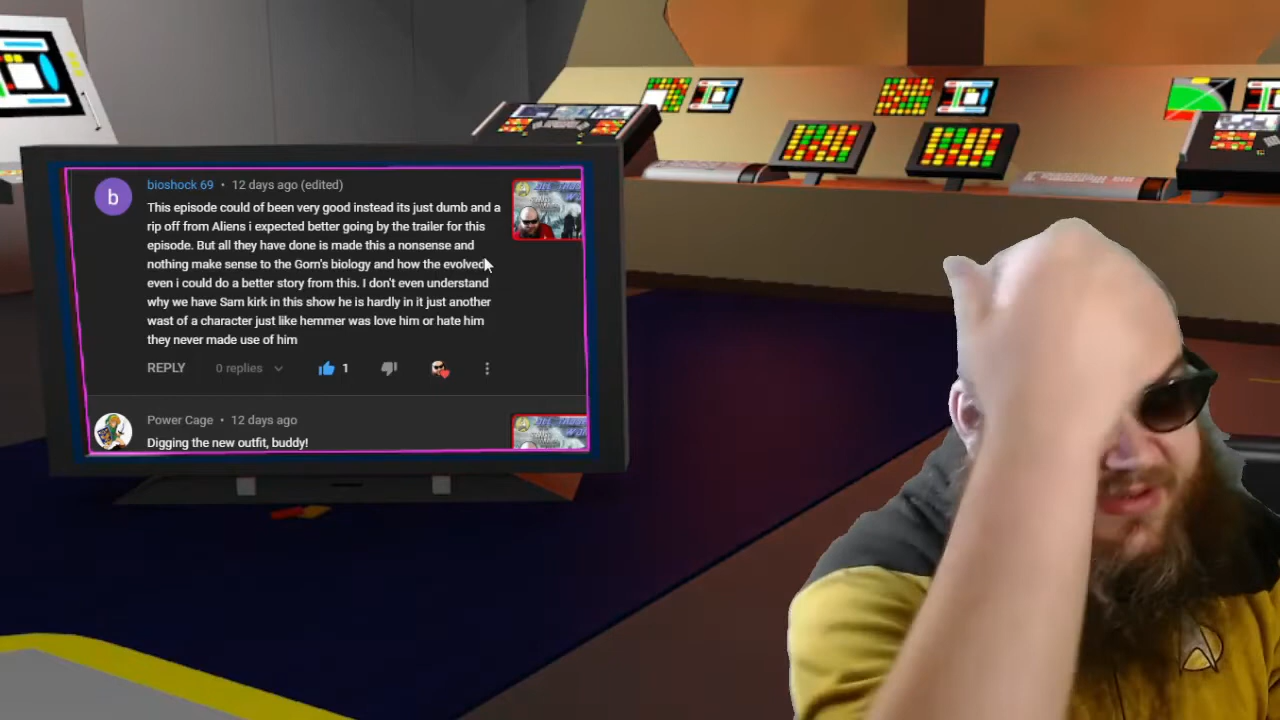 b
bioshock 69 • 12 days ago (edited)
This episode could of been very good instead its just dumb and a
rip off from Aliens i expected better going by the trailer for this
episode. But all they have done is made this a nonsense and
nothing make sense to the Gorn's biology and how the evolved
even i could do a better story from this. I don't even understand
why we have Sam kirk in this show he is hardly in it just another
wast of a character just like hemmer was love him or hate him
they never made use of him
REPLY 0 replies 1
Power Cage • 12 days ago
Digging the new outfit, buddy!